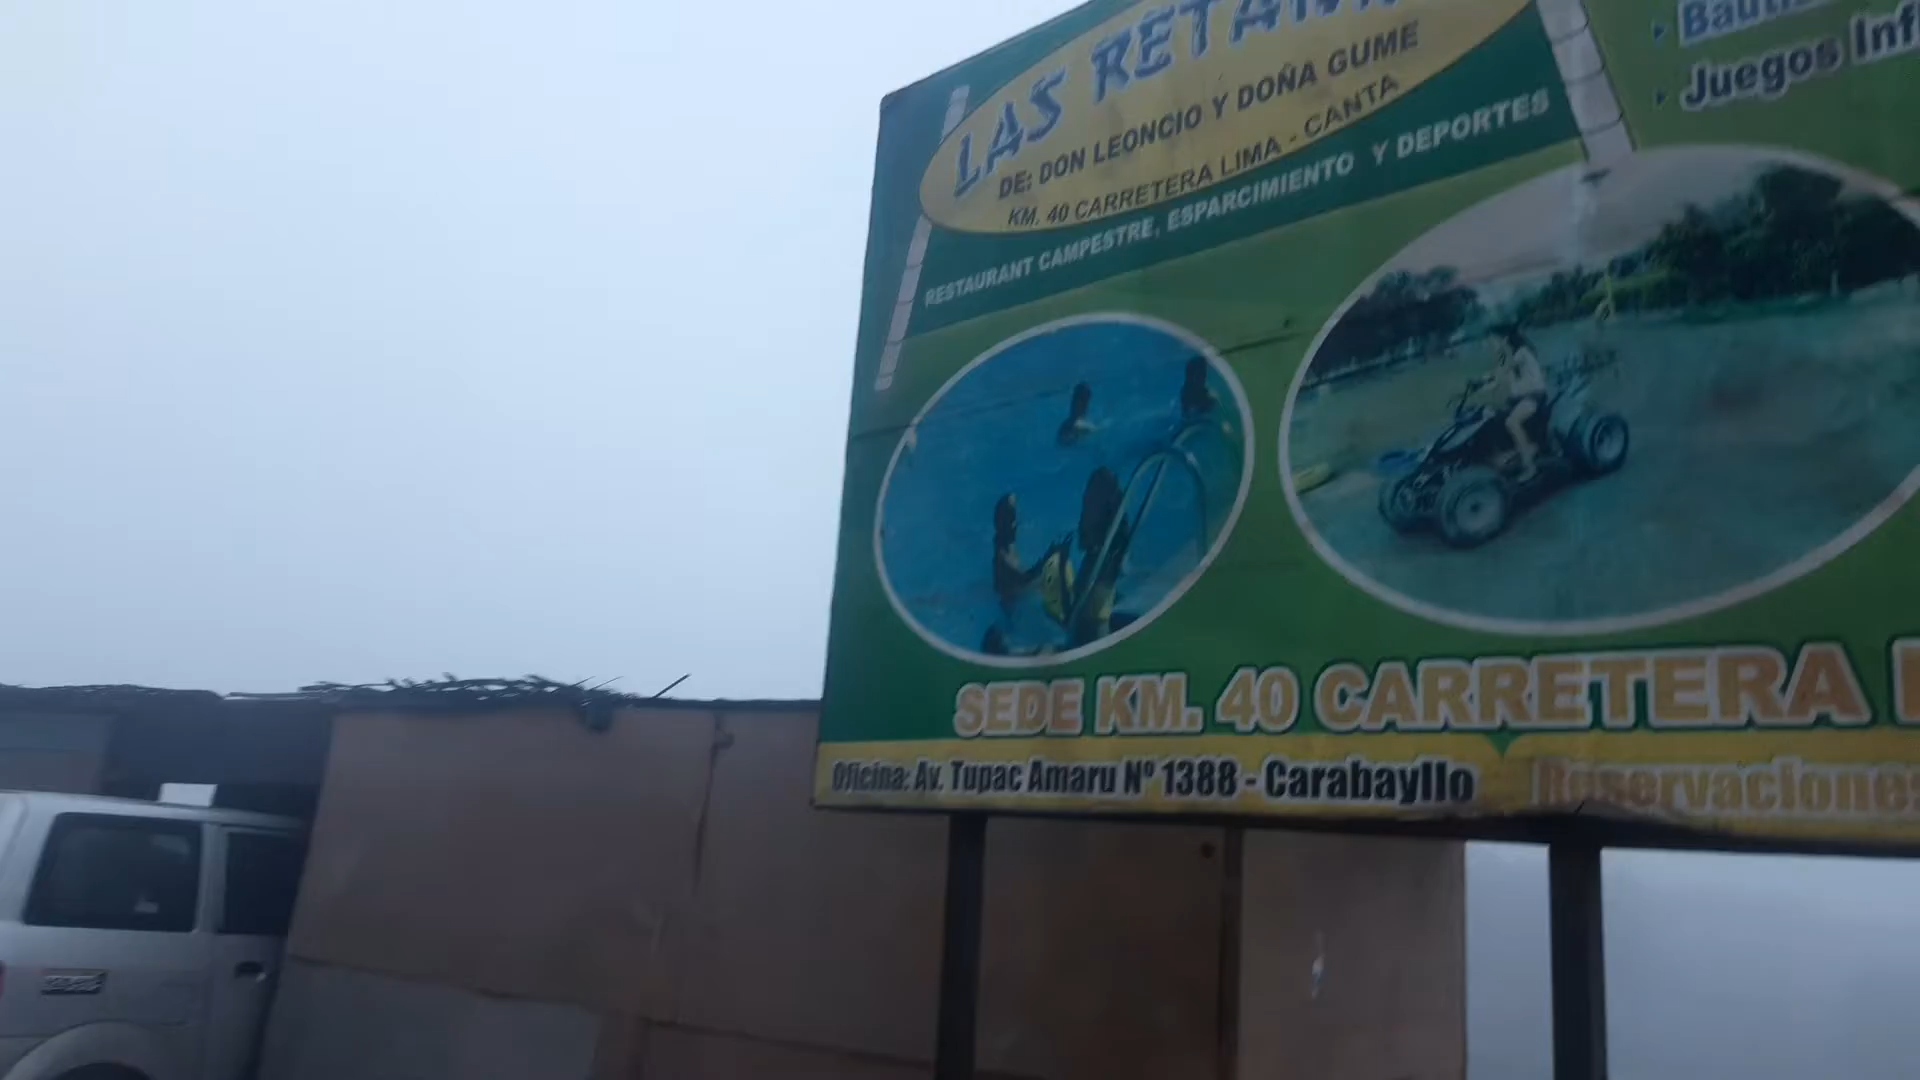 LAS RETAM
DE: DON LEONCIO Y DOÑA GUME
KM. 40 CARRETERA LIMA - CANTA
RESTAURANT CAMPESTRE, ESPARCIMIENTO Y DEPORTES
Bauti
Juegos Inf
SEDE KM. 40 CARRETERA
Oficina: Av. Tupac Amaru Nº 1388 - Carabayllo
Reservaciones